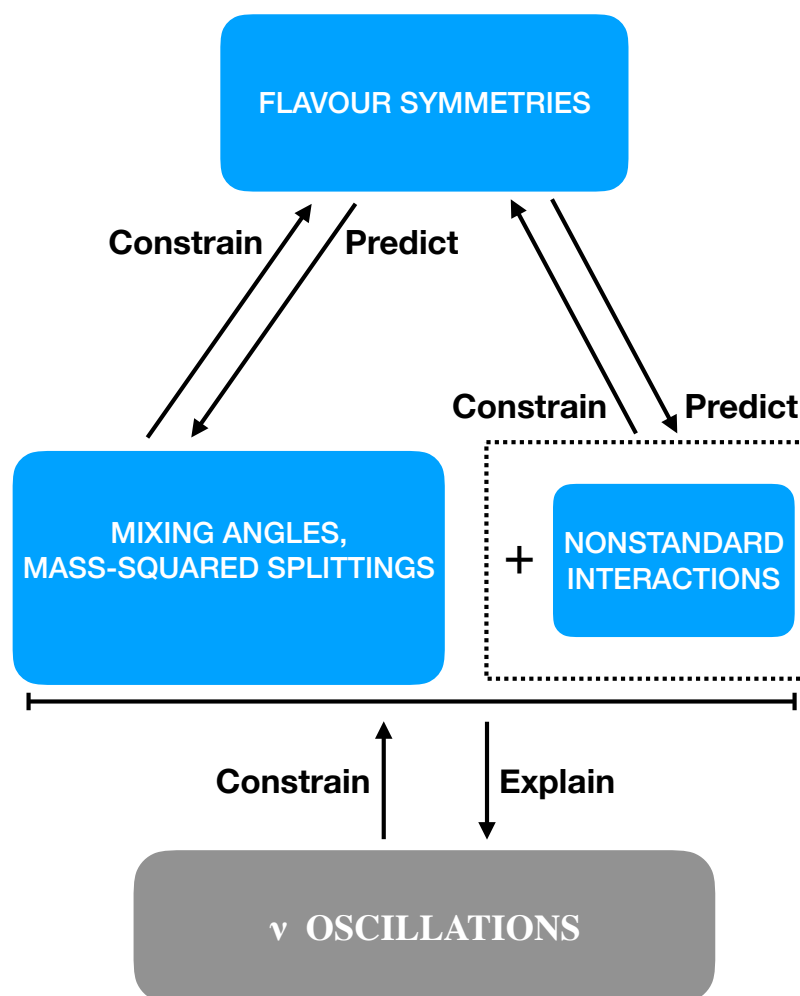 FLAVOUR SYMMETRIES
Constrain
Predict
Constrain
Predict
MIXING ANGLES,
MASS-SQUARED SPLITTINGS
+
NONSTANDARD
INTERACTIONS
Constrain
Explain
ν OSCILLATIONS